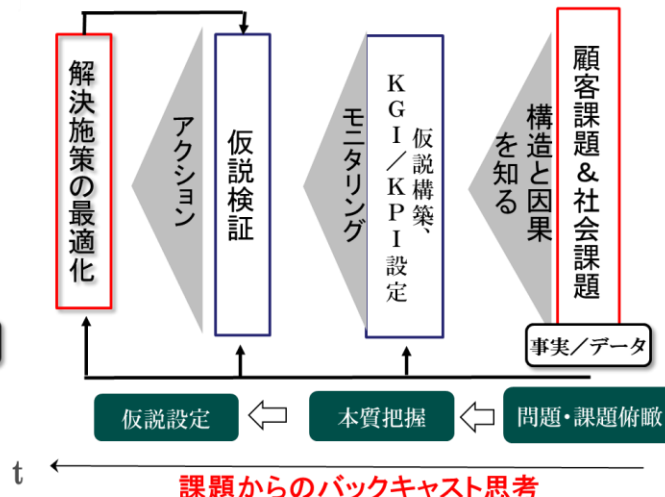 顧客課題&社会課題
構造と因果
を知る
仮説構築、
KGI/KPI設定
モニタリング
仮説検証
アクション
解決施策の最適化
事実/データ
仮説設定
本質把握
問題・課題俯瞰
t
課題からのバックキャスト思考